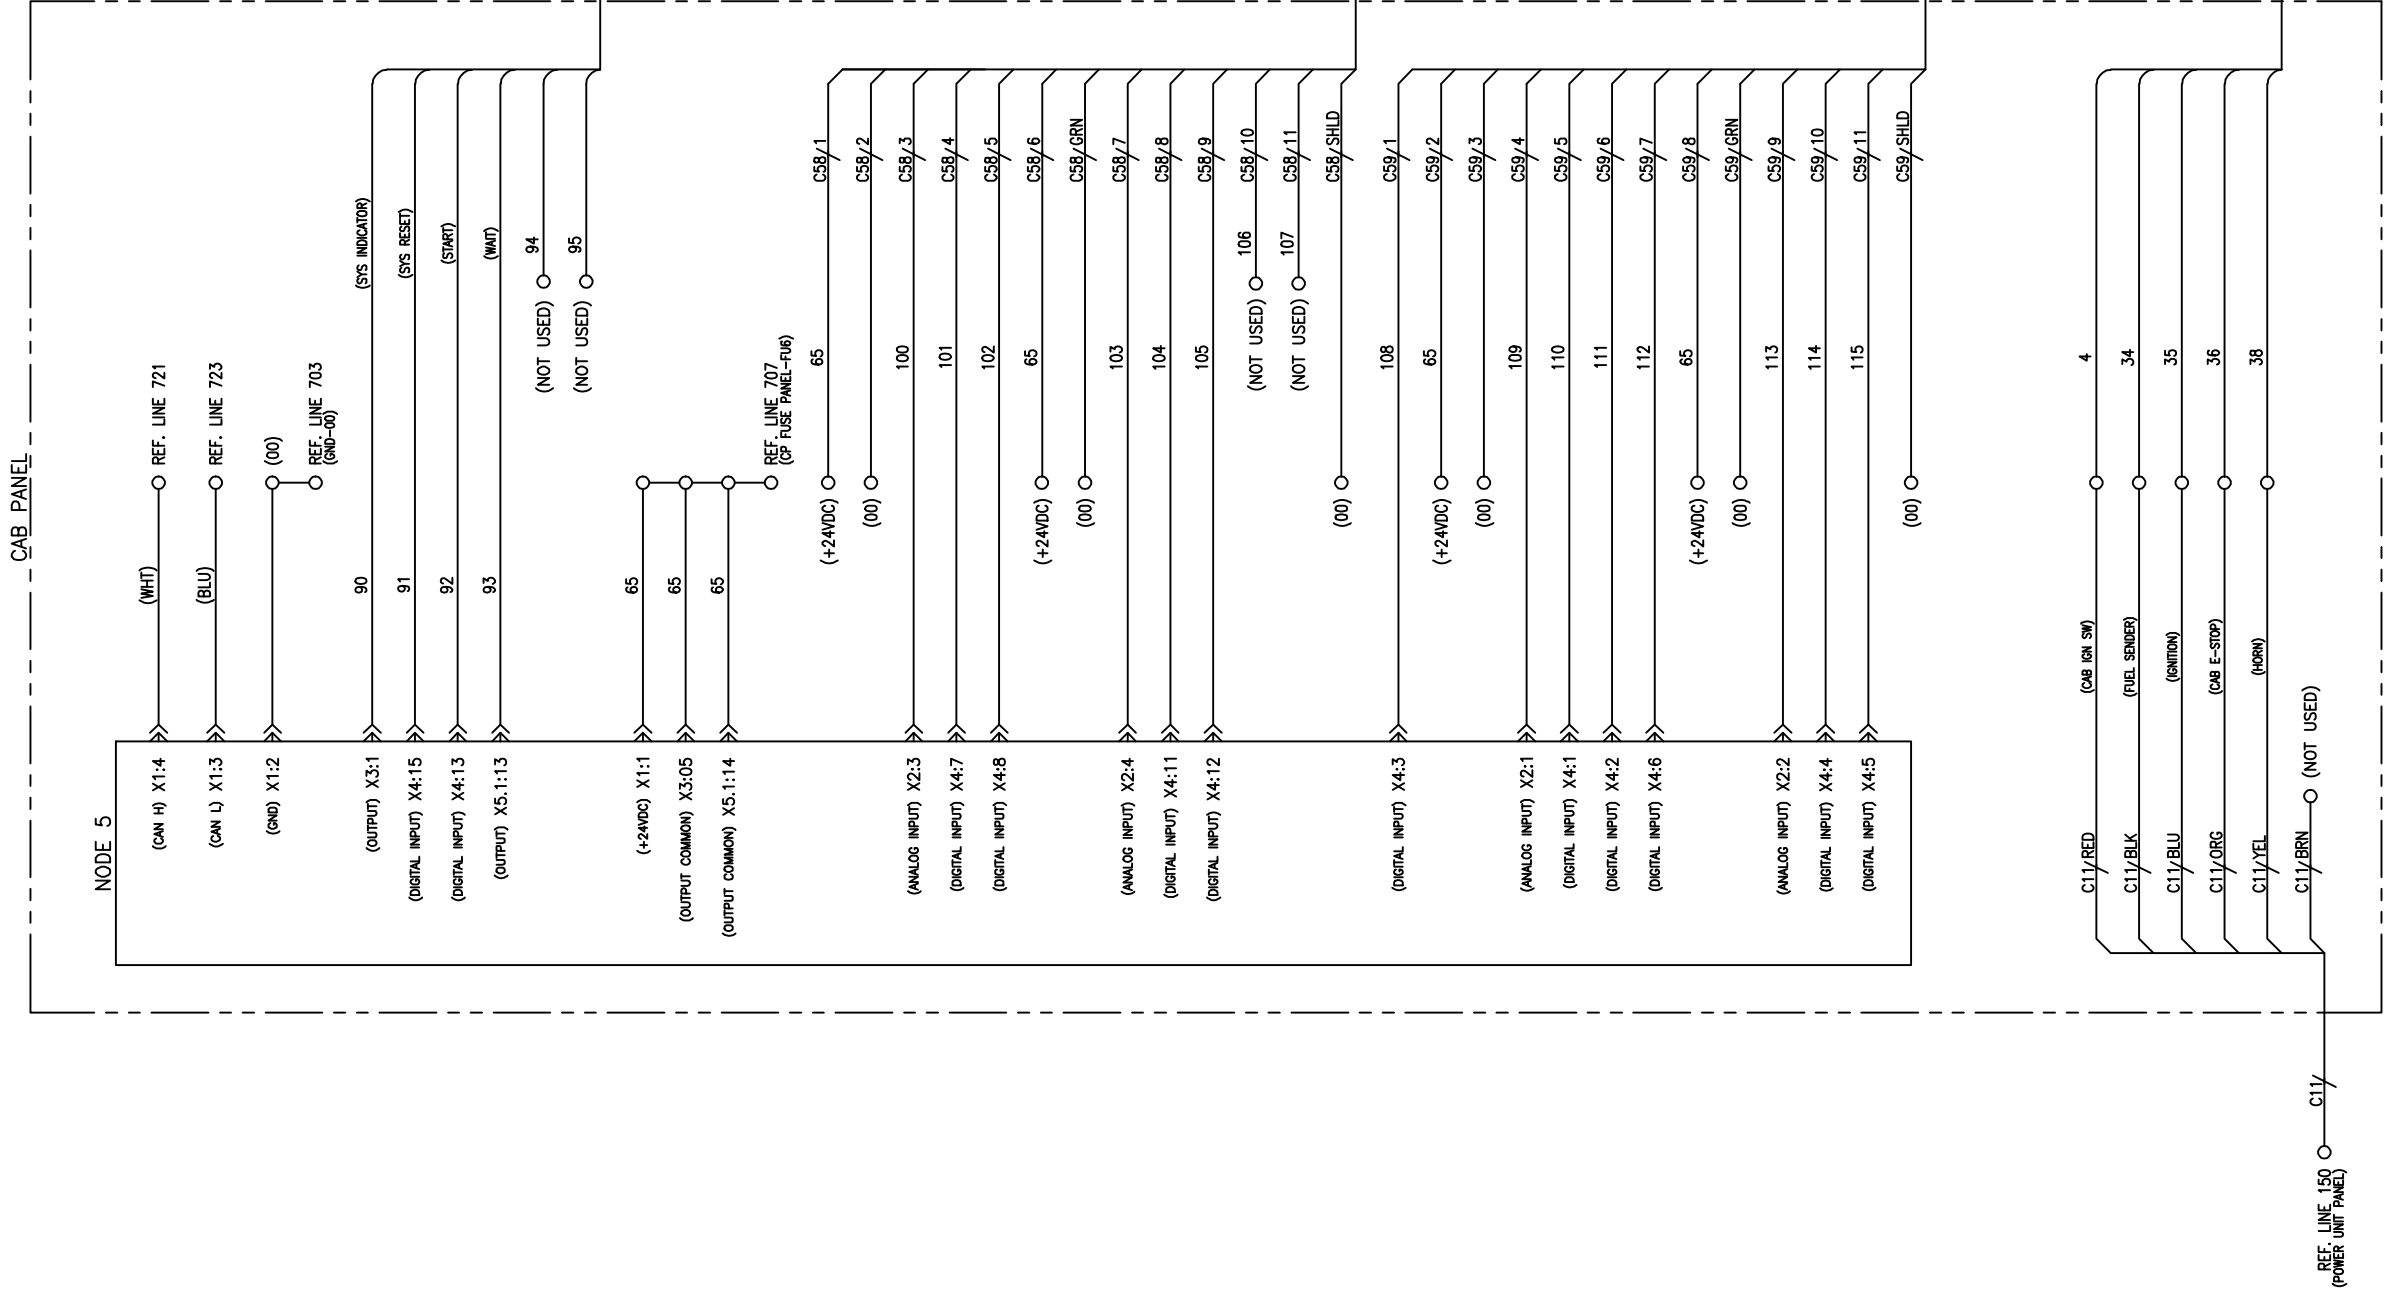 CAB PANEL
NODE 5
(CAN H) X1:4
(WHT)
REF. LINE 721
(CAN L) X1:3
(BLU)
REF. LINE 723
(GND) X1:2
(00)
REF. LINE 703
(GND-00)
(OUTPUT) X3:1
90
(SYS INDICATOR)
(DIGITAL INPUT) X4:15
91
(SYS RESET)
(DIGITAL INPUT) X4:13
92
(START)
(OUTPUT) X5.1:13
93
(WAIT)
(NOT USED)
94
(NOT USED)
95
(+24VDC) X1:1
65
(OUTPUT COMMON) X3:05
65
(OUTPUT COMMON) X5.1:14
65
REF. LINE 707
(CP FUSE PANEL-FU6)
(+24VDC)
65
C58/1
(00)
C58/2
(ANALOG INPUT) X2:3
100
C58/3
(DIGITAL INPUT) X4:7
101
C58/4
(DIGITAL INPUT) X4:8
102
C58/5
(+24VDC)
65
C58/6
(00)
C58/GRN
(ANALOG INPUT) X2:4
103
C58/7
(DIGITAL INPUT) X4:11
104
C58/8
(DIGITAL INPUT) X4:12
105
C58/9
(NOT USED)
106
C58/10
(NOT USED)
107
C58/11
(00)
C58/SHLD
(DIGITAL INPUT) X4:3
108
C59/1
(+24VDC)
65
C59/2
(00)
C59/3
(ANALOG INPUT) X2:1
109
C59/4
(DIGITAL INPUT) X4:1
110
C59/5
(DIGITAL INPUT) X4:2
111
C59/6
(DIGITAL INPUT) X4:6
112
C59/7
(+24VDC)
65
C59/8
(00)
C59/GRN
(ANALOG INPUT) X2:2
113
C59/9
(DIGITAL INPUT) X4:4
114
C59/10
(DIGITAL INPUT) X4:5
115
C59/11
(00)
C59/SHLD
C11/RED
(CAB IGN SW)
4
C11/BLK
(FUEL SENDER)
34
C11/BLU
(IGNITION)
35
C11/ORG
(CAB E-STOP)
36
C11/YEL
(HORN)
38
C11/BRN
(NOT USED)
C11
REF. LINE 150
(POWER UNIT PANEL)